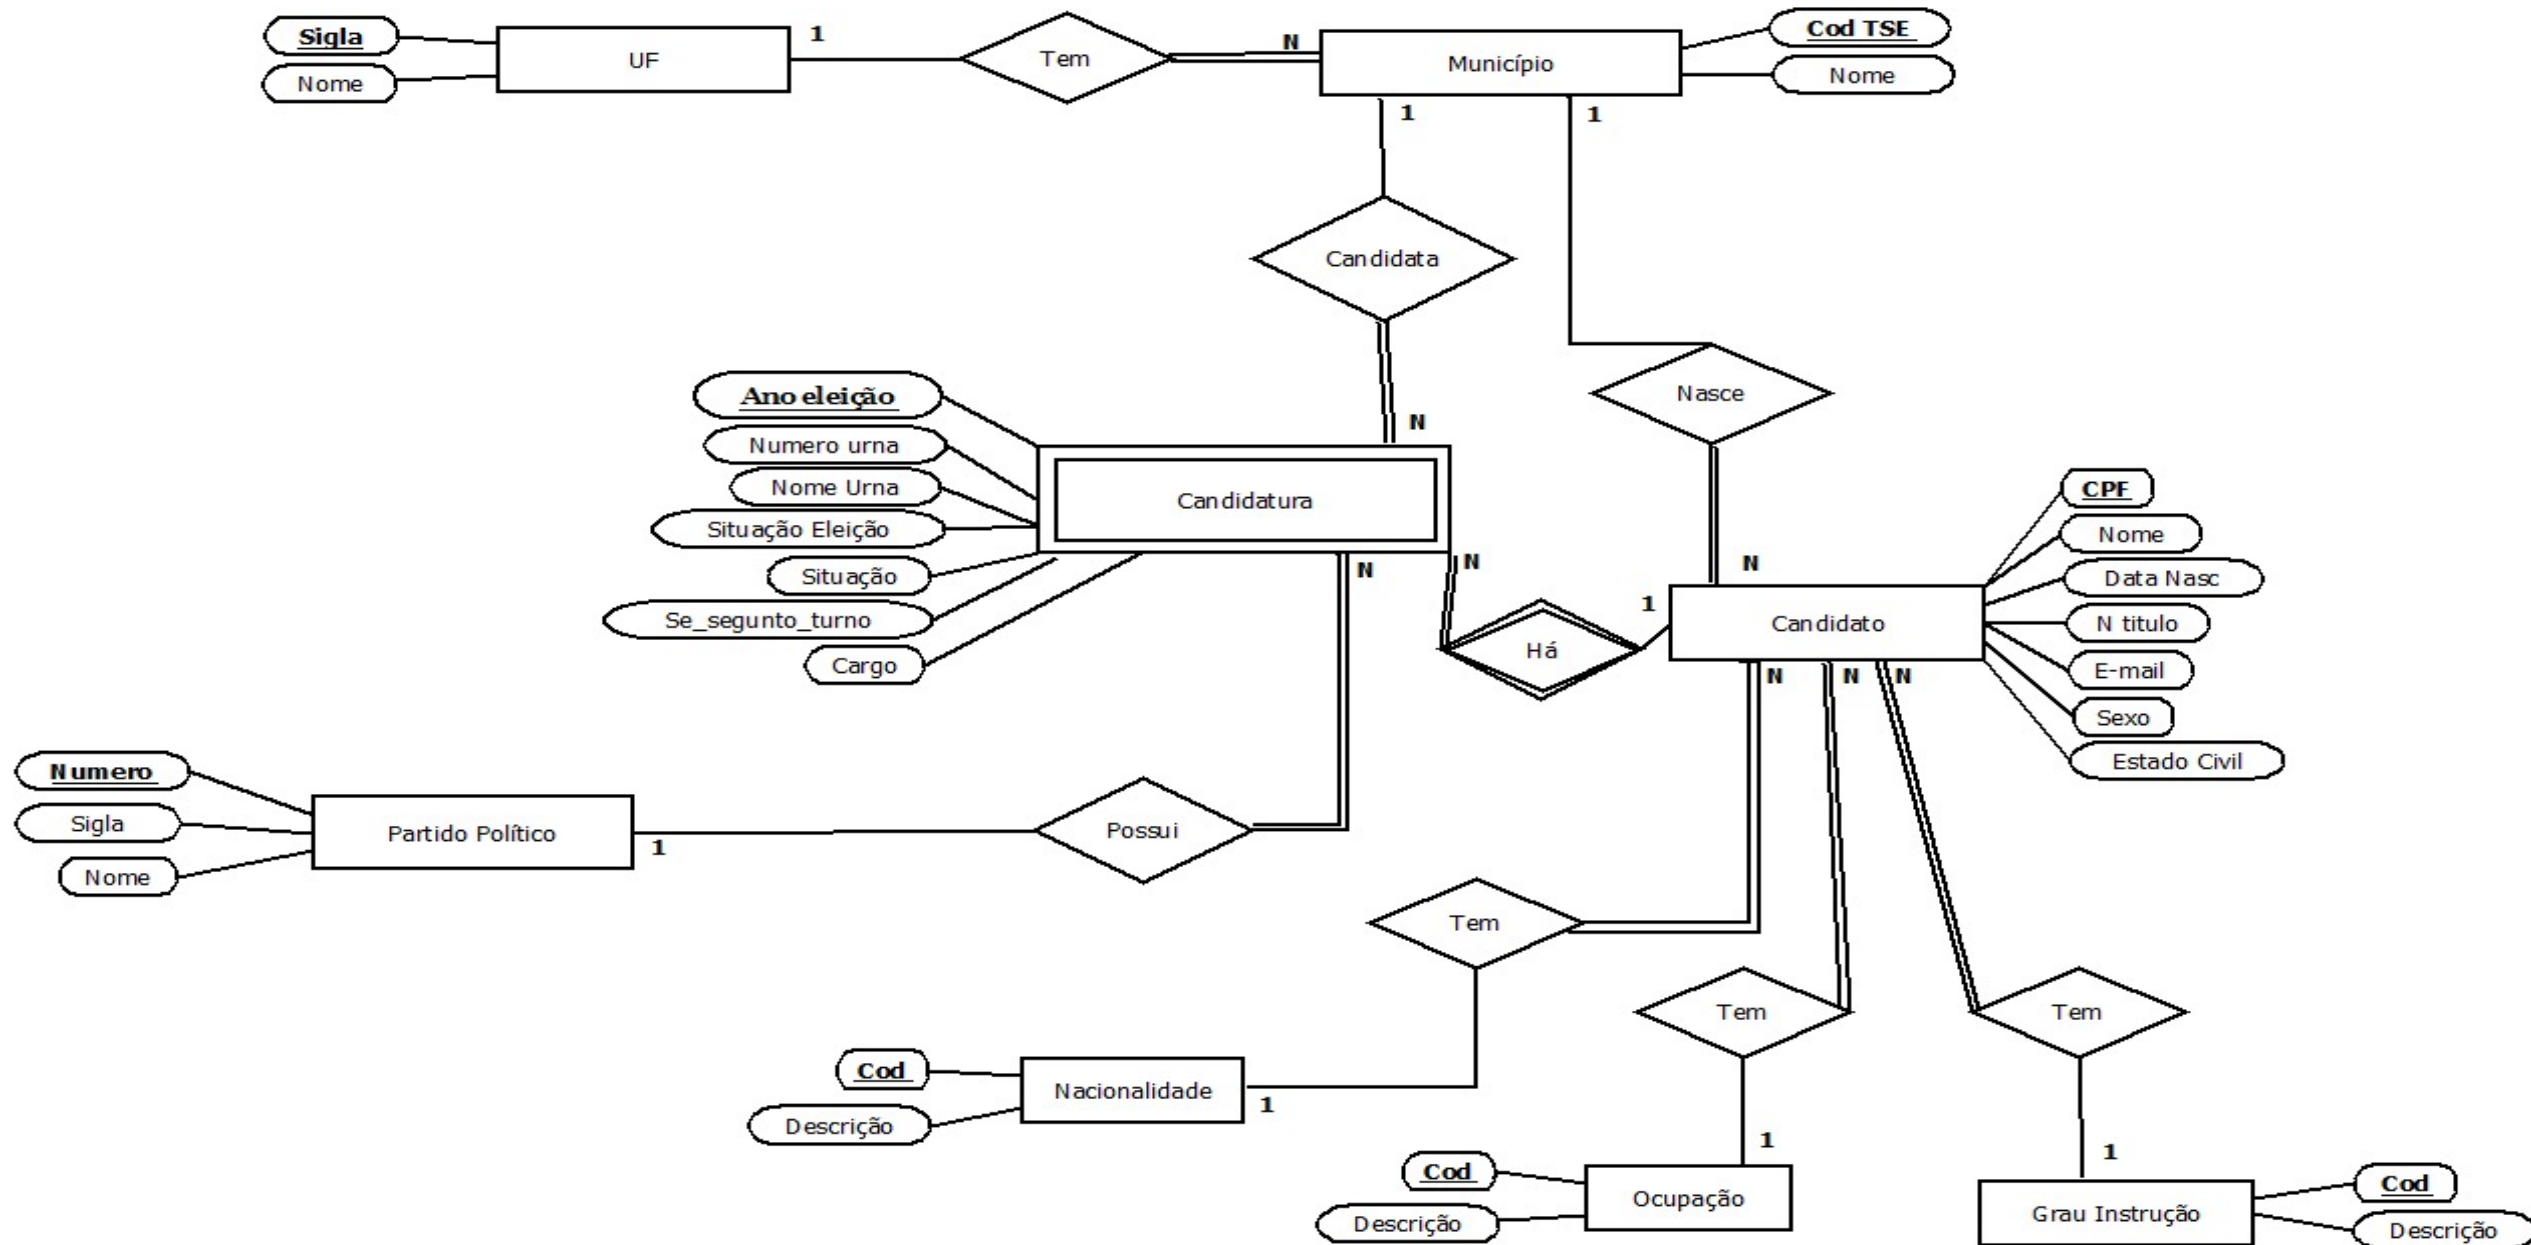 Sigla
Nome
UF
1
Tem
N
Município
Cod TSE
Nome
1
1
Candidata
N
Nasce
N
Ano eleição
Numero urna
Nome Urna
Situação Eleição
Situação
Se_segunto_turno
Cargo
Candidatura
N
N
Há
1
Candidato
CPF
Nome
Data Nasc
N titulo
E-mail
Sexo
Estado Civil
N
N
N
Numero
Sigla
Nome
Partido Político
1
Possui
Tem
Tem
Tem
Cod
Descrição
Nacionalidade
1
1
1
Cod
Descrição
Ocupação
Grau Instrução
Cod
Descrição